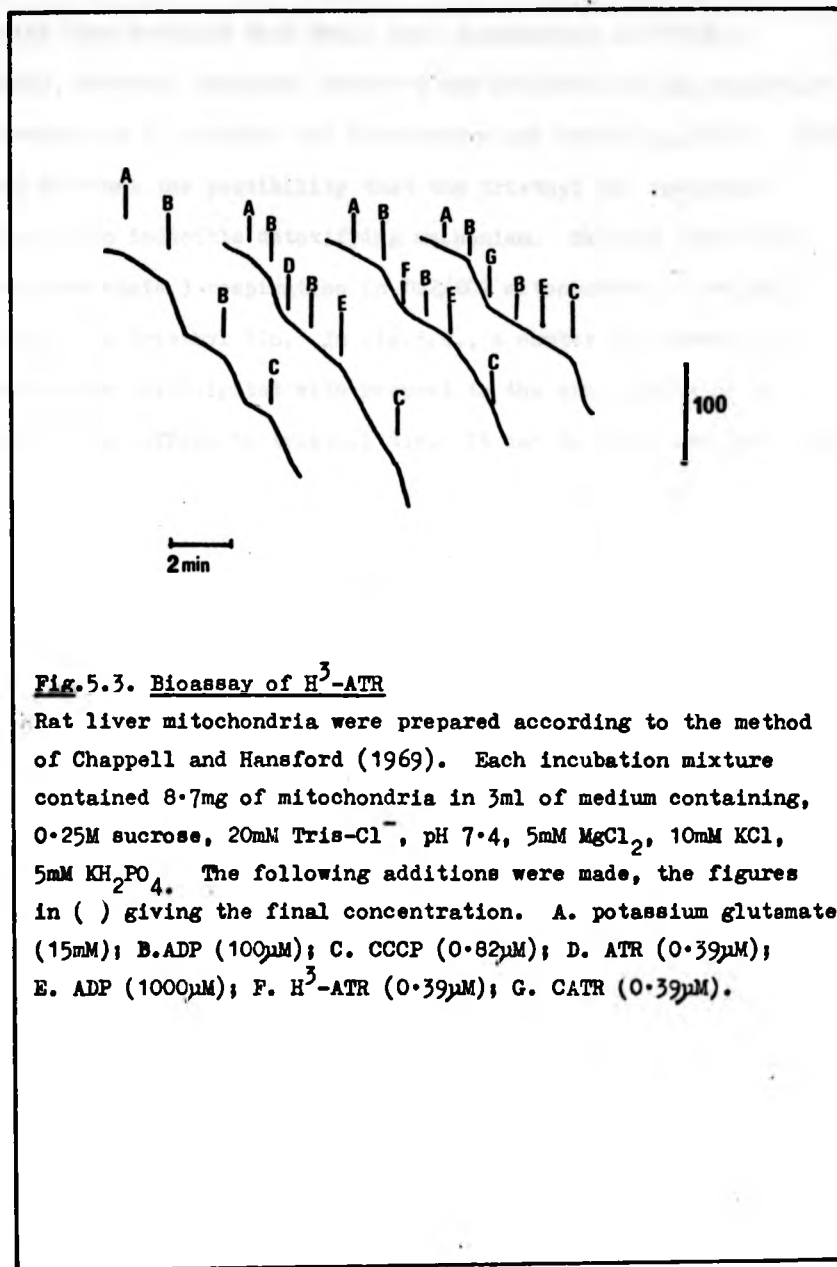 A B A B A B A B
D B E F B E G B C
B C C C
100
2 min
Fig.5.3. Bioassay of H³-ATR
Rat liver mitochondria were prepared according to the method
of Chappell and Hansford (1969). Each incubation mixture
contained 8·7mg of mitochondria in 3ml of medium containing,
0·25M sucrose, 20mM Tris-Cl⁻, pH 7·4, 5mM MgCl₂, 10mM KCl,
5mM KH₂PO₄. The following additions were made, the figures
in ( ) giving the final concentration. A. potassium glutamate
(15mM); B.ADP (100µM); C. CCCP (0·82µM); D. ATR (0·39µM);
E. ADP (1000µM); F. H³-ATR (0·39µM); G. CATR (0·39µM).